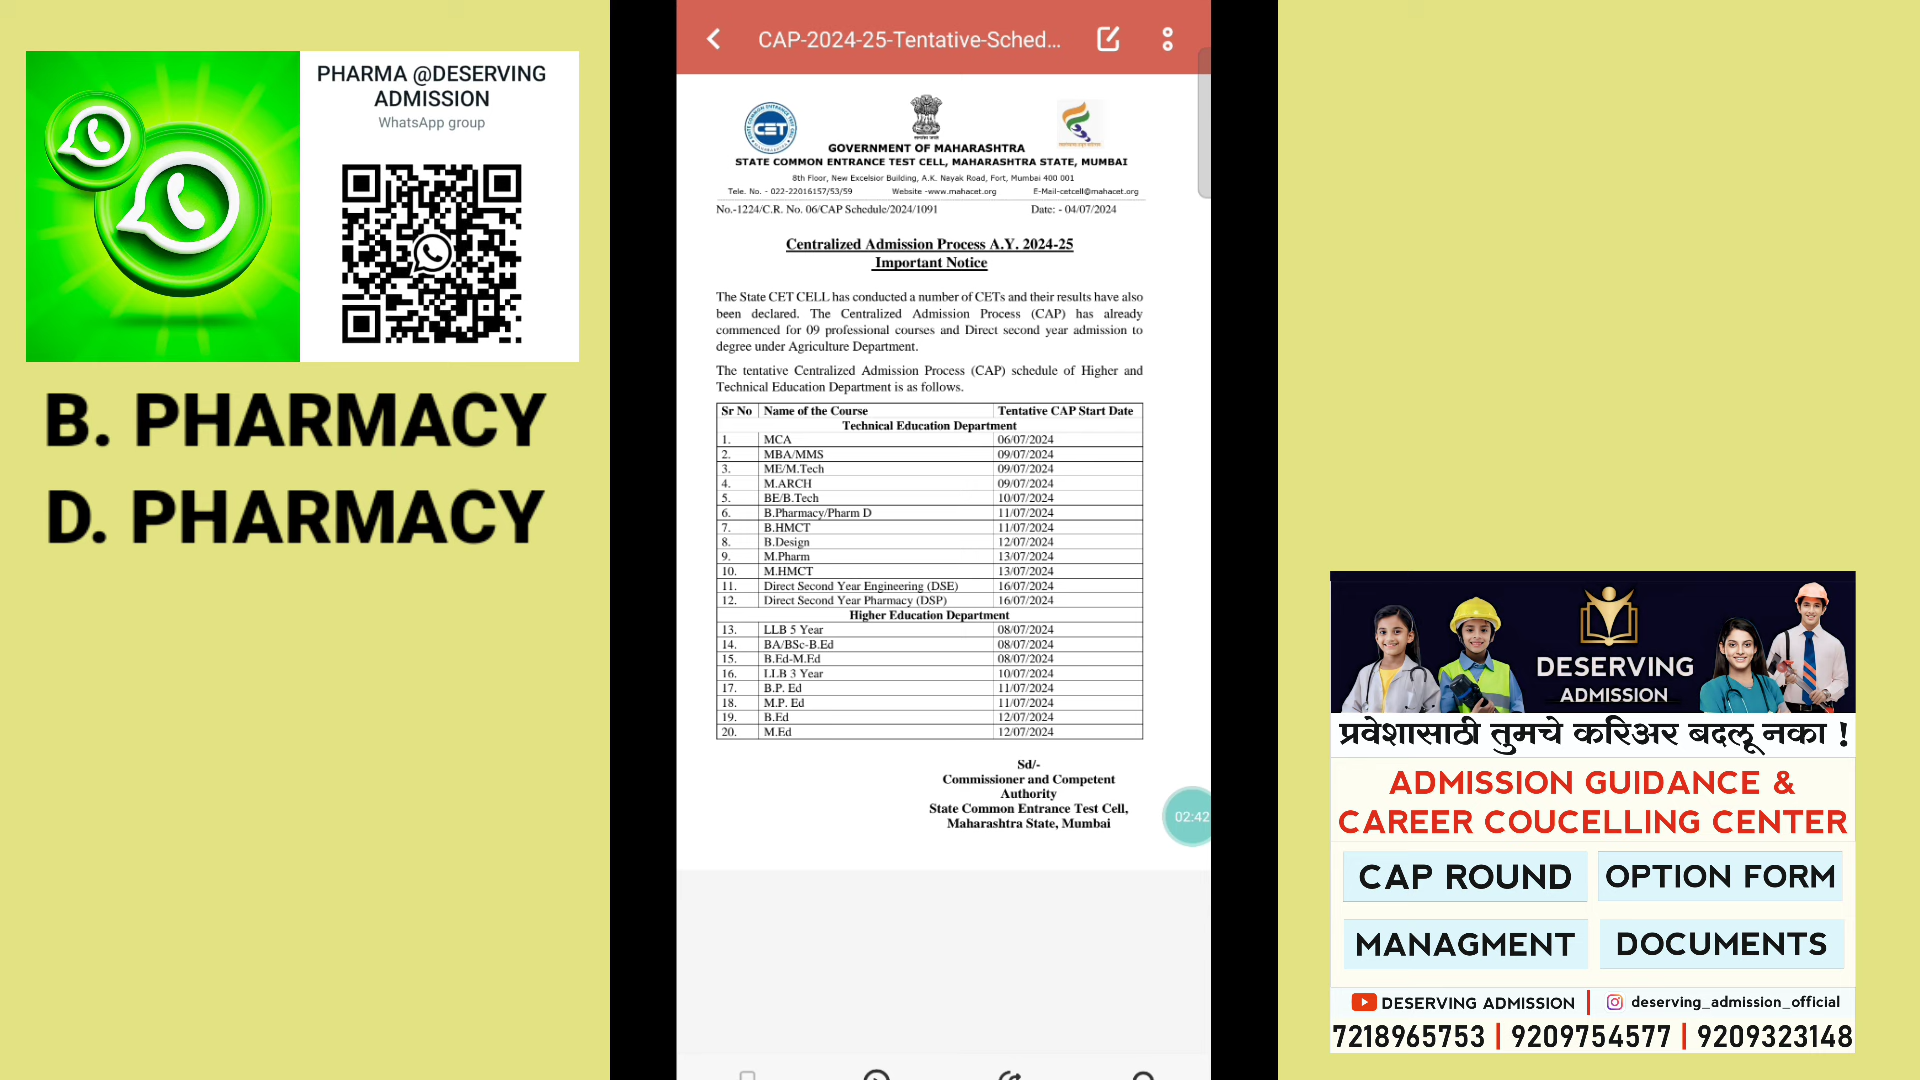 PHARMA @DESERVING
ADMISSION
WhatsApp group
B. PHARMACY
D. PHARMACY
CAP-2024-25-Tentative-Sched...
CET
GOVERNMENT OF MAHARASHTRA
STATE COMMON ENTRANCE TEST CELL, MAHARASHTRA STATE, MUMBAI
8th Floor, New Excelsior Building, A.K. Nayak Road, Fort, Mumbai 400 001
Tele. No. - 022-22016157/53/59 Website -www.mahacet.org E-Mail-cetcell@mahacet.org
No.-1224/C.R. No. 06/CAP Schedule/2024/1091 Date: - 04/07/2024
Centralized Admission Process A.Y. 2024-25
Important Notice
The State CET CELL has conducted a number of CETs and their results have also
been declared. The Centralized Admission Process (CAP) has already
commenced for 09 professional courses and Direct second year admission to
degree under Agriculture Department.
The tentative Centralized Admission Process (CAP) schedule of Higher and
Technical Education Department is as follows.
Sr No Name of the Course Tentative CAP Start Date
Technical Education Department
1. MCA 06/07/2024
2. MBA/MMS 09/07/2024
3. ME/M.Tech 09/07/2024
4. M.ARCH 09/07/2024
5. BE/B.Tech 10/07/2024
6. B.Pharmacy/Pharm D 11/07/2024
7. B.HMCT 11/07/2024
8. B.Design 12/07/2024
9. M.Pharm 13/07/2024
10. M.HMCT 13/07/2024
11. Direct Second Year Engineering (DSE) 16/07/2024
12. Direct Second Year Pharmacy (DSP) 16/07/2024
Higher Education Department
13. LLB 5 Year 08/07/2024
14. BA/BSc-B.Ed 08/07/2024
15. B.Ed-M.Ed 08/07/2024
16. LLB 3 Year 10/07/2024
17. B.P. Ed 11/07/2024
18. M.P. Ed 11/07/2024
19. B.Ed 12/07/2024
20. M.Ed 12/07/2024
Sd/-
Commissioner and Competent
Authority
State Common Entrance Test Cell,
Maharashtra State, Mumbai
02:42
DESERVING
ADMISSION
प्रवेशासाठी तुमचे करिअर बदलू नका !
ADMISSION GUIDANCE &
CAREER COUCELLING CENTER
CAP ROUND OPTION FORM
MANAGMENT DOCUMENTS
DESERVING ADMISSION | deserving_admission_official
7218965753 | 9209754577 | 9209323148